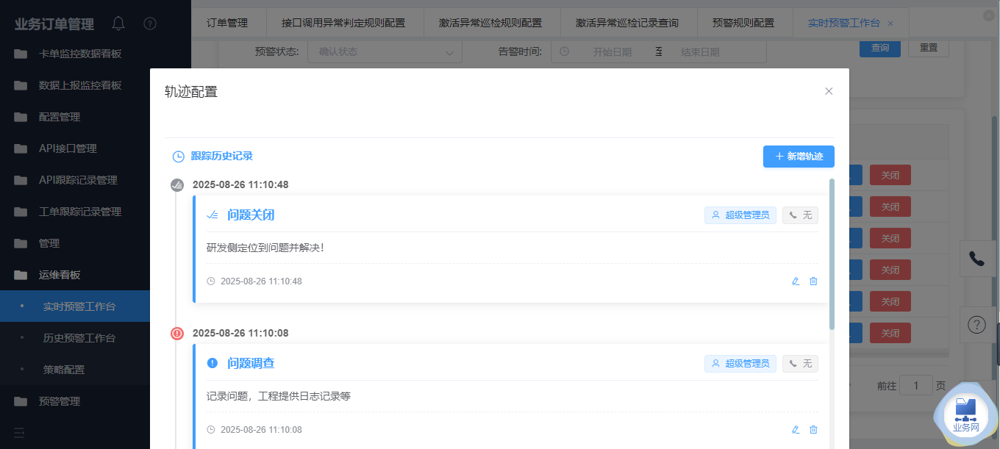 业务订单管理
卡单监控数据看板
数据上报监控看板
配置管理
API接口管理
API跟踪记录管理
工单跟踪记录管理
管理
运维看板
实时预警工作台
历史预警工作台
策略配置
预警管理
订单管理 接口调用异常判定规则配置 激活异常巡检规则配置 激活异常巡检记录查询 预警规则配置 实时预警工作台
预警状态: 确认状态 告警时间: 开始日期 至 结束日期 查询 重置
轨迹配置
跟踪历史记录 新增轨迹
2025-08-26 11:10:48
问题关闭 超级管理员 无
研发侧定位到问题并解决!
2025-08-26 11:10:48
2025-08-26 11:10:08
问题调查 超级管理员 无
记录问题，工程提供日志记录等
2025-08-26 11:10:08
关闭
关闭
关闭
关闭
关闭
关闭
前往 1 页
业务网